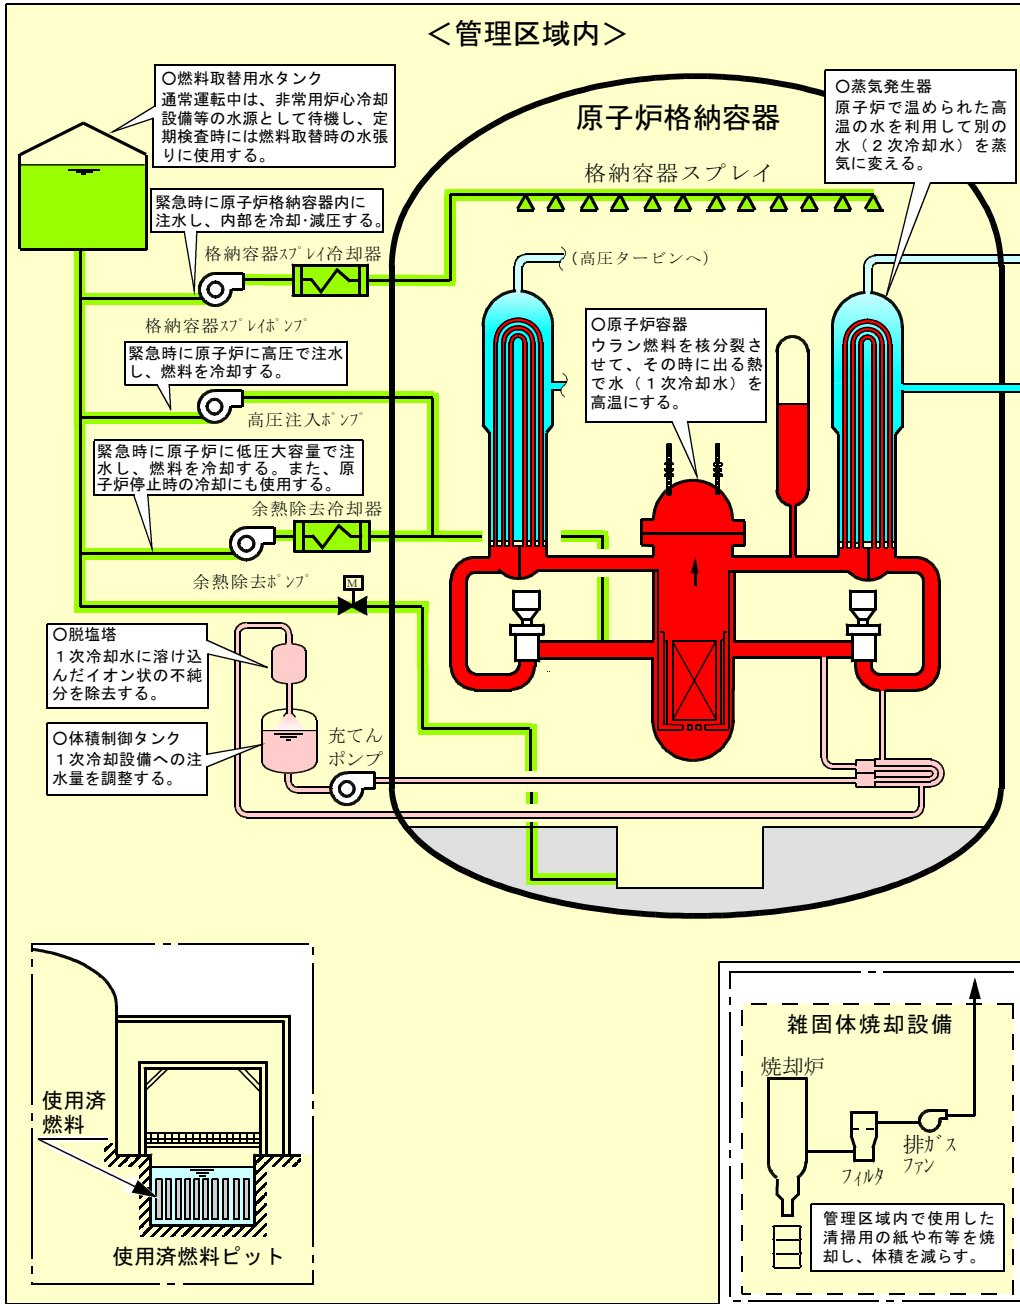 ＜管理区域内＞
○燃料取替用水タンク
通常運転中は、非常用炉心冷却
設備等の水源として待機し、定
期検査時には燃料取替時の水張
りに使用する。
原子炉格納容器
○蒸気発生器
原子炉で温められた高
温の水を利用して別の
水（２次冷却水）を蒸
気に変える。
格納容器スプレイ
緊急時に原子炉格納容器内に
注水し、内部を冷却・減圧する。
格納容器ｽﾌﾟﾚｲ冷却器
（高圧タービンへ）
格納容器ｽﾌﾟﾚｲﾎﾟﾝﾌﾟ
○原子炉容器
ウラン燃料を核分裂さ
せて、その時に出る熱
で水（１次冷却水）を
高温にする。
緊急時に原子炉に高圧で注水
し、燃料を冷却する。
高圧注入ﾎﾟﾝﾌﾟ
緊急時に原子炉に低圧大容量で注
水し、燃料を冷却する。また、原
子炉停止時の冷却にも使用する。
余熱除去冷却器
余熱除去ﾎﾟﾝﾌﾟ
M
○脱塩塔
１次冷却水に溶け込
んだイオン状の不純
分を除去する。
○体積制御タンク
１次冷却設備への注
水量を調整する。
充てん
ポンプ
使用済
燃料
使用済燃料ピット
雑固体焼却設備
焼却炉
フィルタ
排ｶﾞｽ
ﾌｧﾝ
管理区域内で使用した
清掃用の紙や布等を焼
却し、体積を減らす。